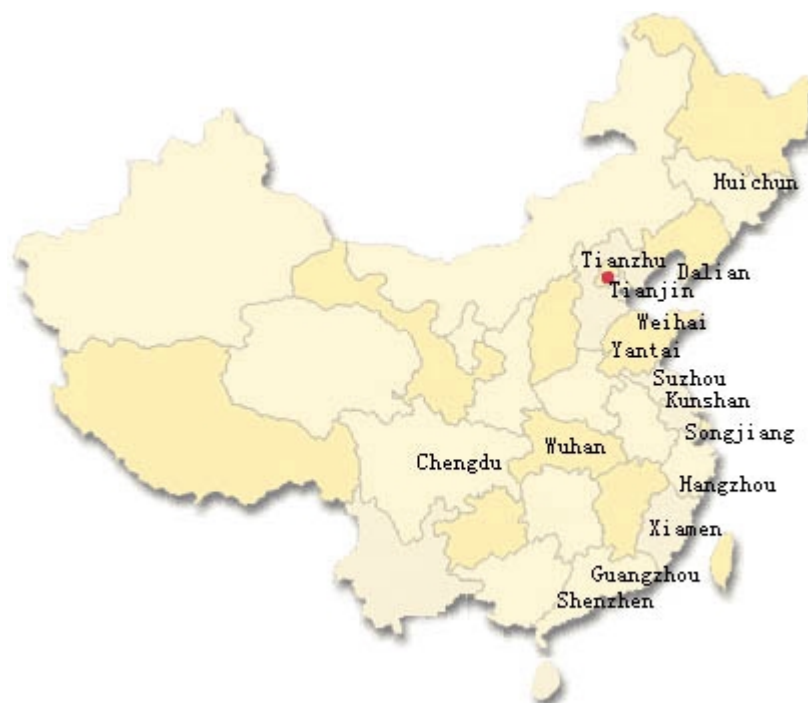 Huichun
Tianzhu
Dalian
Tianjin
Weihai
Yantai
Suzhou
Kunshan
Songjiang
Wuhan
Chengdu
Hangzhou
Xiamen
Guangzhou
Shenzhen